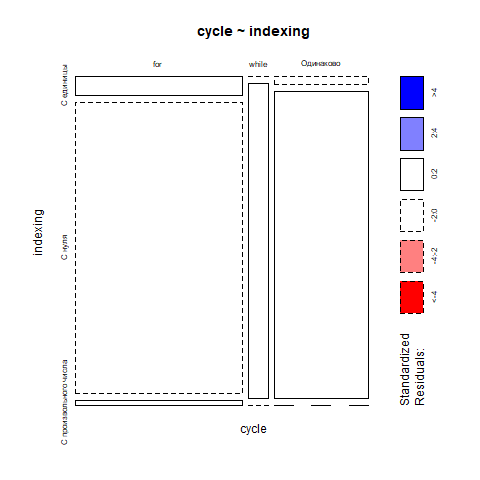 cycle ~ indexing
for
while
Одинаково
С единицы
С нуля
С произвольного числа
indexing
cycle
>4
2:4
0:2
-2:0
-4:-2
<-4
Standardized
Residuals: